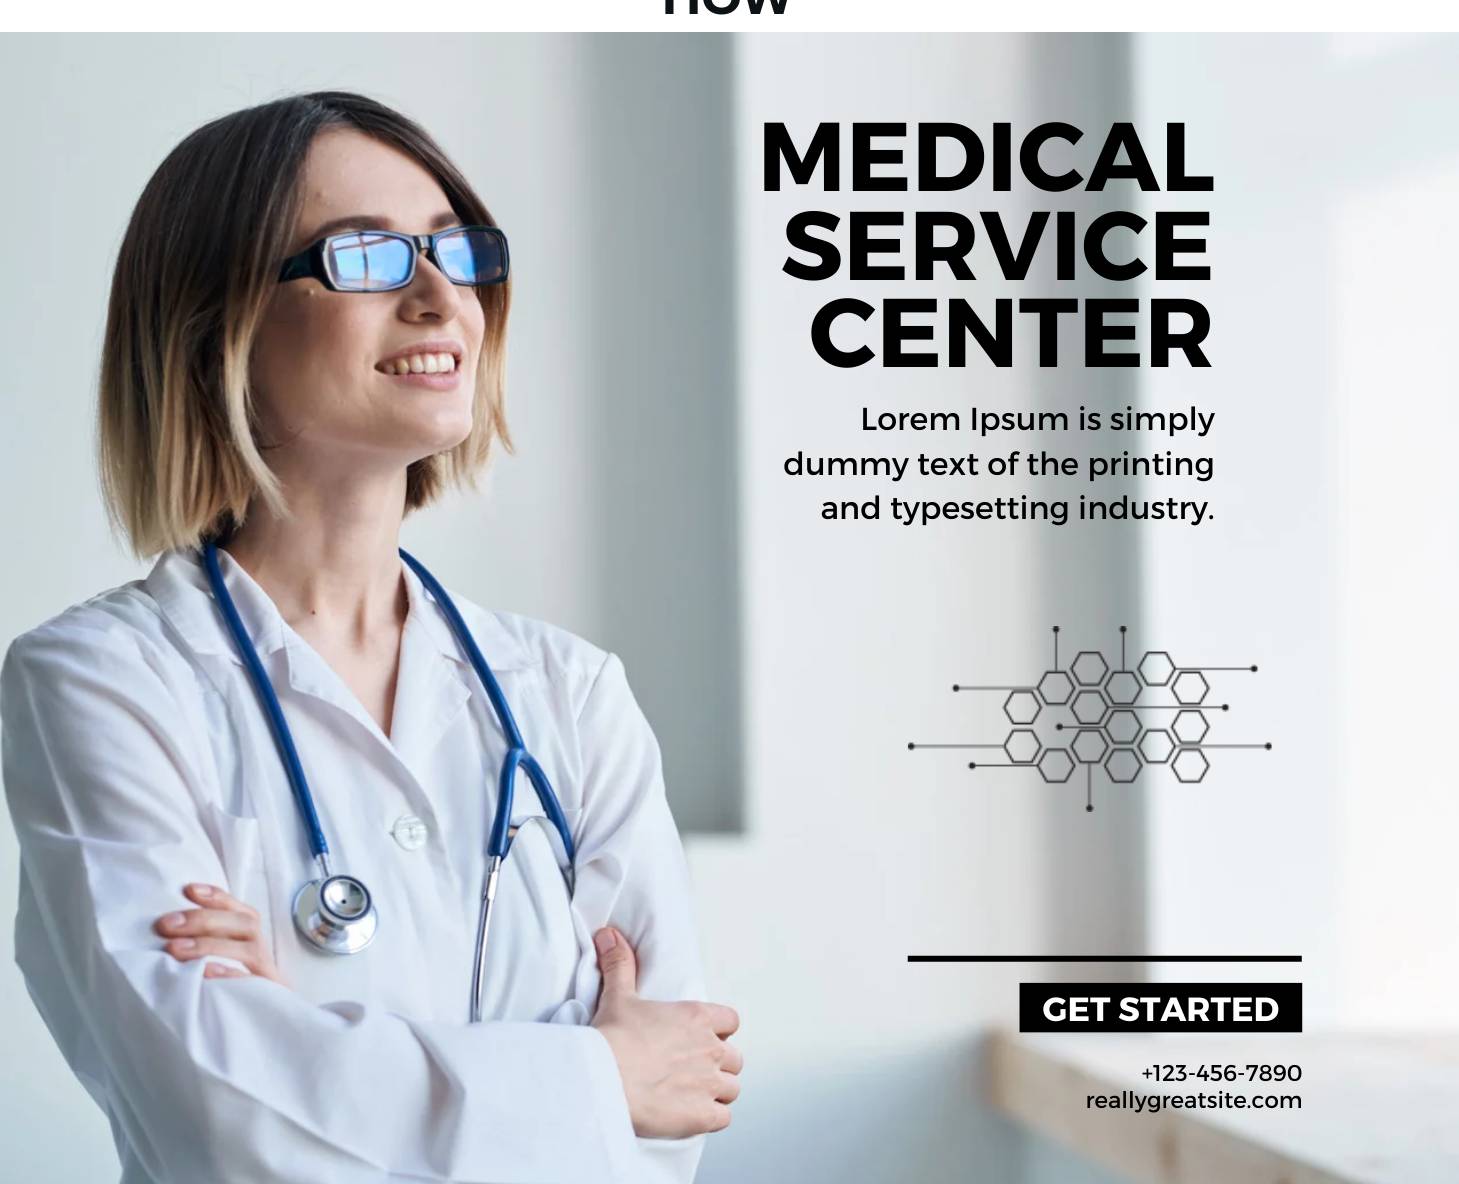 MEDICAL
SERVICE
CENTER
Lorem Ipsum is simply
dummy text of the printing
and typesetting industry.
GET STARTED
+123-456-7890
reallygreatsite.com